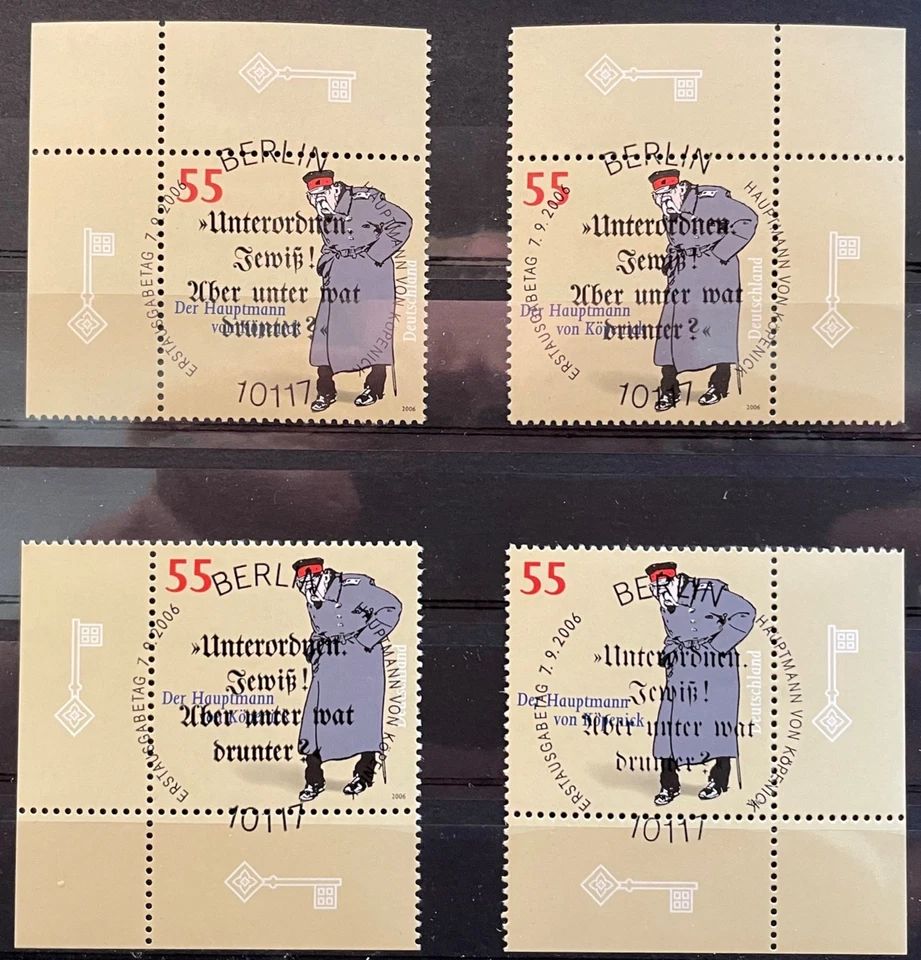 BERLIN
55
ERSTAUSGABETAG 7.9.2006
HAUPTMANN VON KÖPENICK
»Unterordnen.
Jewiß!
Aber unter wat
drunter?«
Der Hauptmann
von Köpenick
Deutschland
10117
2006
BERLIN
55
ERSTAUSGABETAG 7.9.2006
HAUPTMANN VON KÖPENICK
»Unterordnen.
Jewiß!
Aber unter wat
drunter?«
Der Hauptmann
von Köpenick
Deutschland
10117
2006
55
BERLIN
ERSTAUSGABETAG 7.9.2006
HAUPTMANN VON KÖPENICK
»Unterordnen.
Jewiß!
Der Hauptmann
von Köpenick
Aber unter wat
drunter?«
Deutschland
2006
10117
55
BERLIN
ERSTAUSGABETAG 7.9.2006
HAUPTMANN VON KÖPENICK
»Unterordnen.
Jewiß!
Der Hauptmann
von Köpenick
Aber unter wat
drunter?«
Deutschland
10117